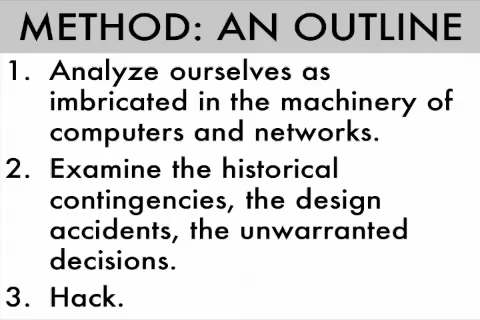 METHOD: AN OUTLINE
1. Analyze ourselves as
imbricated in the machinery of
computers and networks.
2. Examine the historical
contingencies, the design
accidents, the unwarranted
decisions.
3. Hack.